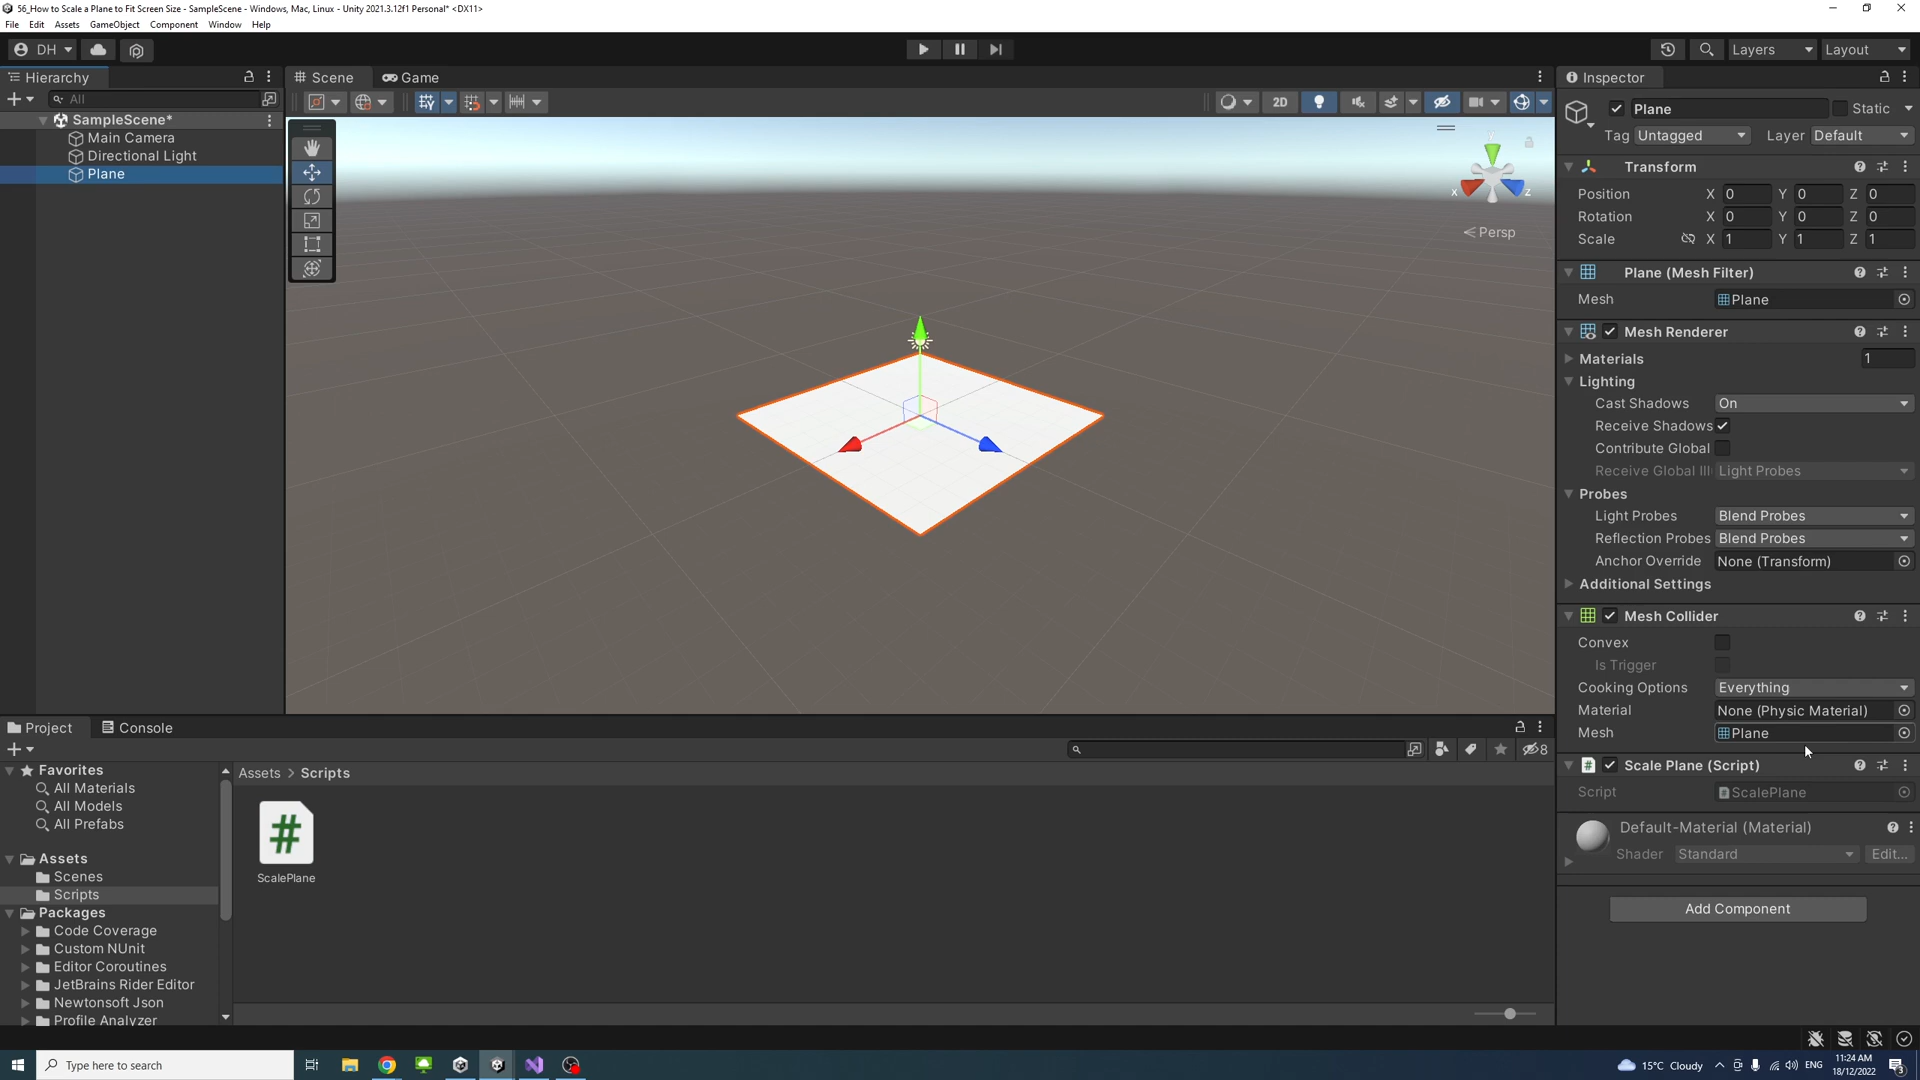 56_How to Scale a Plane to Fit Screen Size - SampleScene - Windows, Mac, Linux - Unity 2021.3.12f1 Personal* <DX11>
File Edit Assets GameObject Component Window Help
DH Layers Layout
Hierarchy
All
SampleScene*
Main Camera
Directional Light
Plane
Scene Game
2D
y
x z
Persp
Inspector
Plane Static
Tag Untagged Layer Default
Transform
Position X 0 Y 0 Z 0
Rotation X 0 Y 0 Z 0
Scale X 1 Y 1 Z 1
Plane (Mesh Filter)
Mesh Plane
Mesh Renderer
Materials 1
Lighting
Cast Shadows On
Receive Shadows
Contribute Global
Receive Global Ill Light Probes
Probes
Light Probes Blend Probes
Reflection Probes Blend Probes
Anchor Override None (Transform)
Additional Settings
Mesh Collider
Convex
Is Trigger
Cooking Options Everything
Material None (Physic Material)
Mesh Plane
Scale Plane (Script)
Script ScalePlane
Default-Material (Material)
Shader Standard Edit...
Add Component
Project Console
8
Favorites
All Materials
All Models
All Prefabs
Assets
Scenes
Scripts
Packages
Code Coverage
Custom NUnit
Editor Coroutines
JetBrains Rider Editor
Newtonsoft Json
Profile Analyzer
Assets > Scripts
#
ScalePlane
Type here to search
15°C Cloudy
ENG
11:24 AM
18/12/2022
3